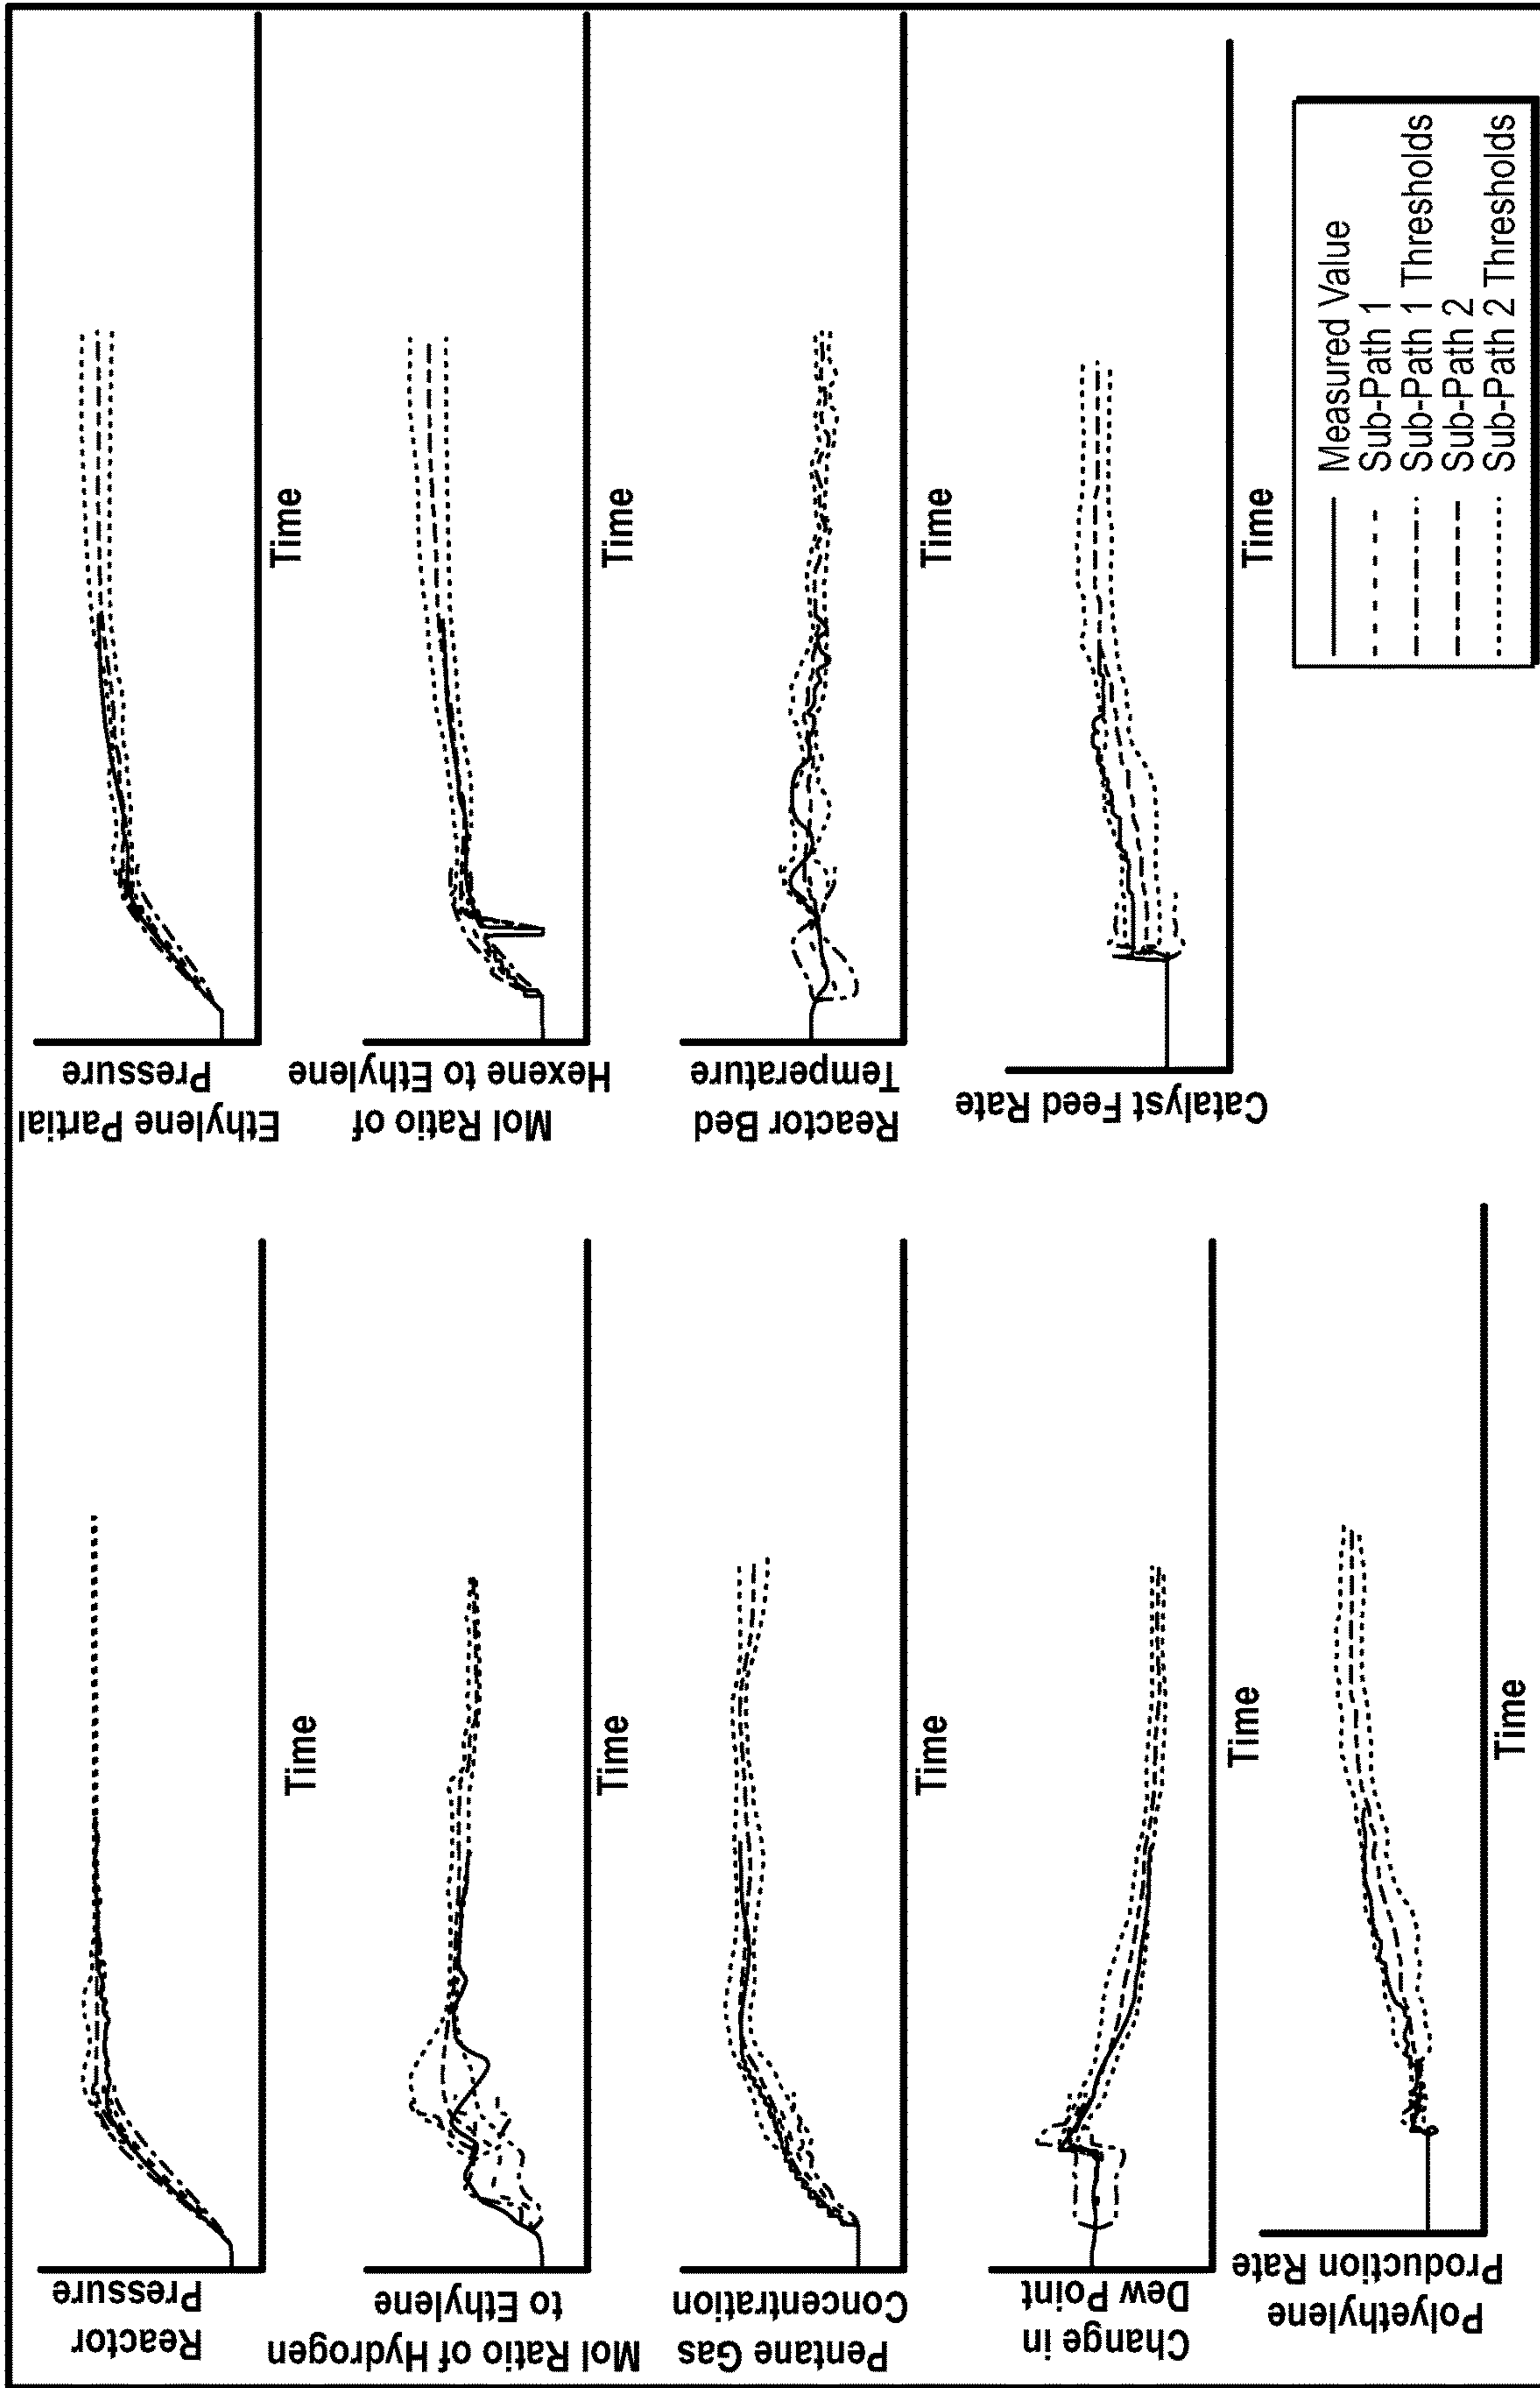 Reactor
Pressure
Time
Mol Ratio of Hydrogen
to Ethylene
Time
Pentane Gas
Concentration
Time
Change in
Dew Point
Time
Polyethylene
Production Rate
Time
Ethylene Partial
Pressure
Time
Mol Ratio of
Hexene to Ethylene
Time
Reactor Bed
Temperature
Time
Catalyst Feed Rate
Time
Measured Value
Sub-Path 1
Sub-Path 1 Thresholds
Sub-Path 2
Sub-Path 2 Thresholds